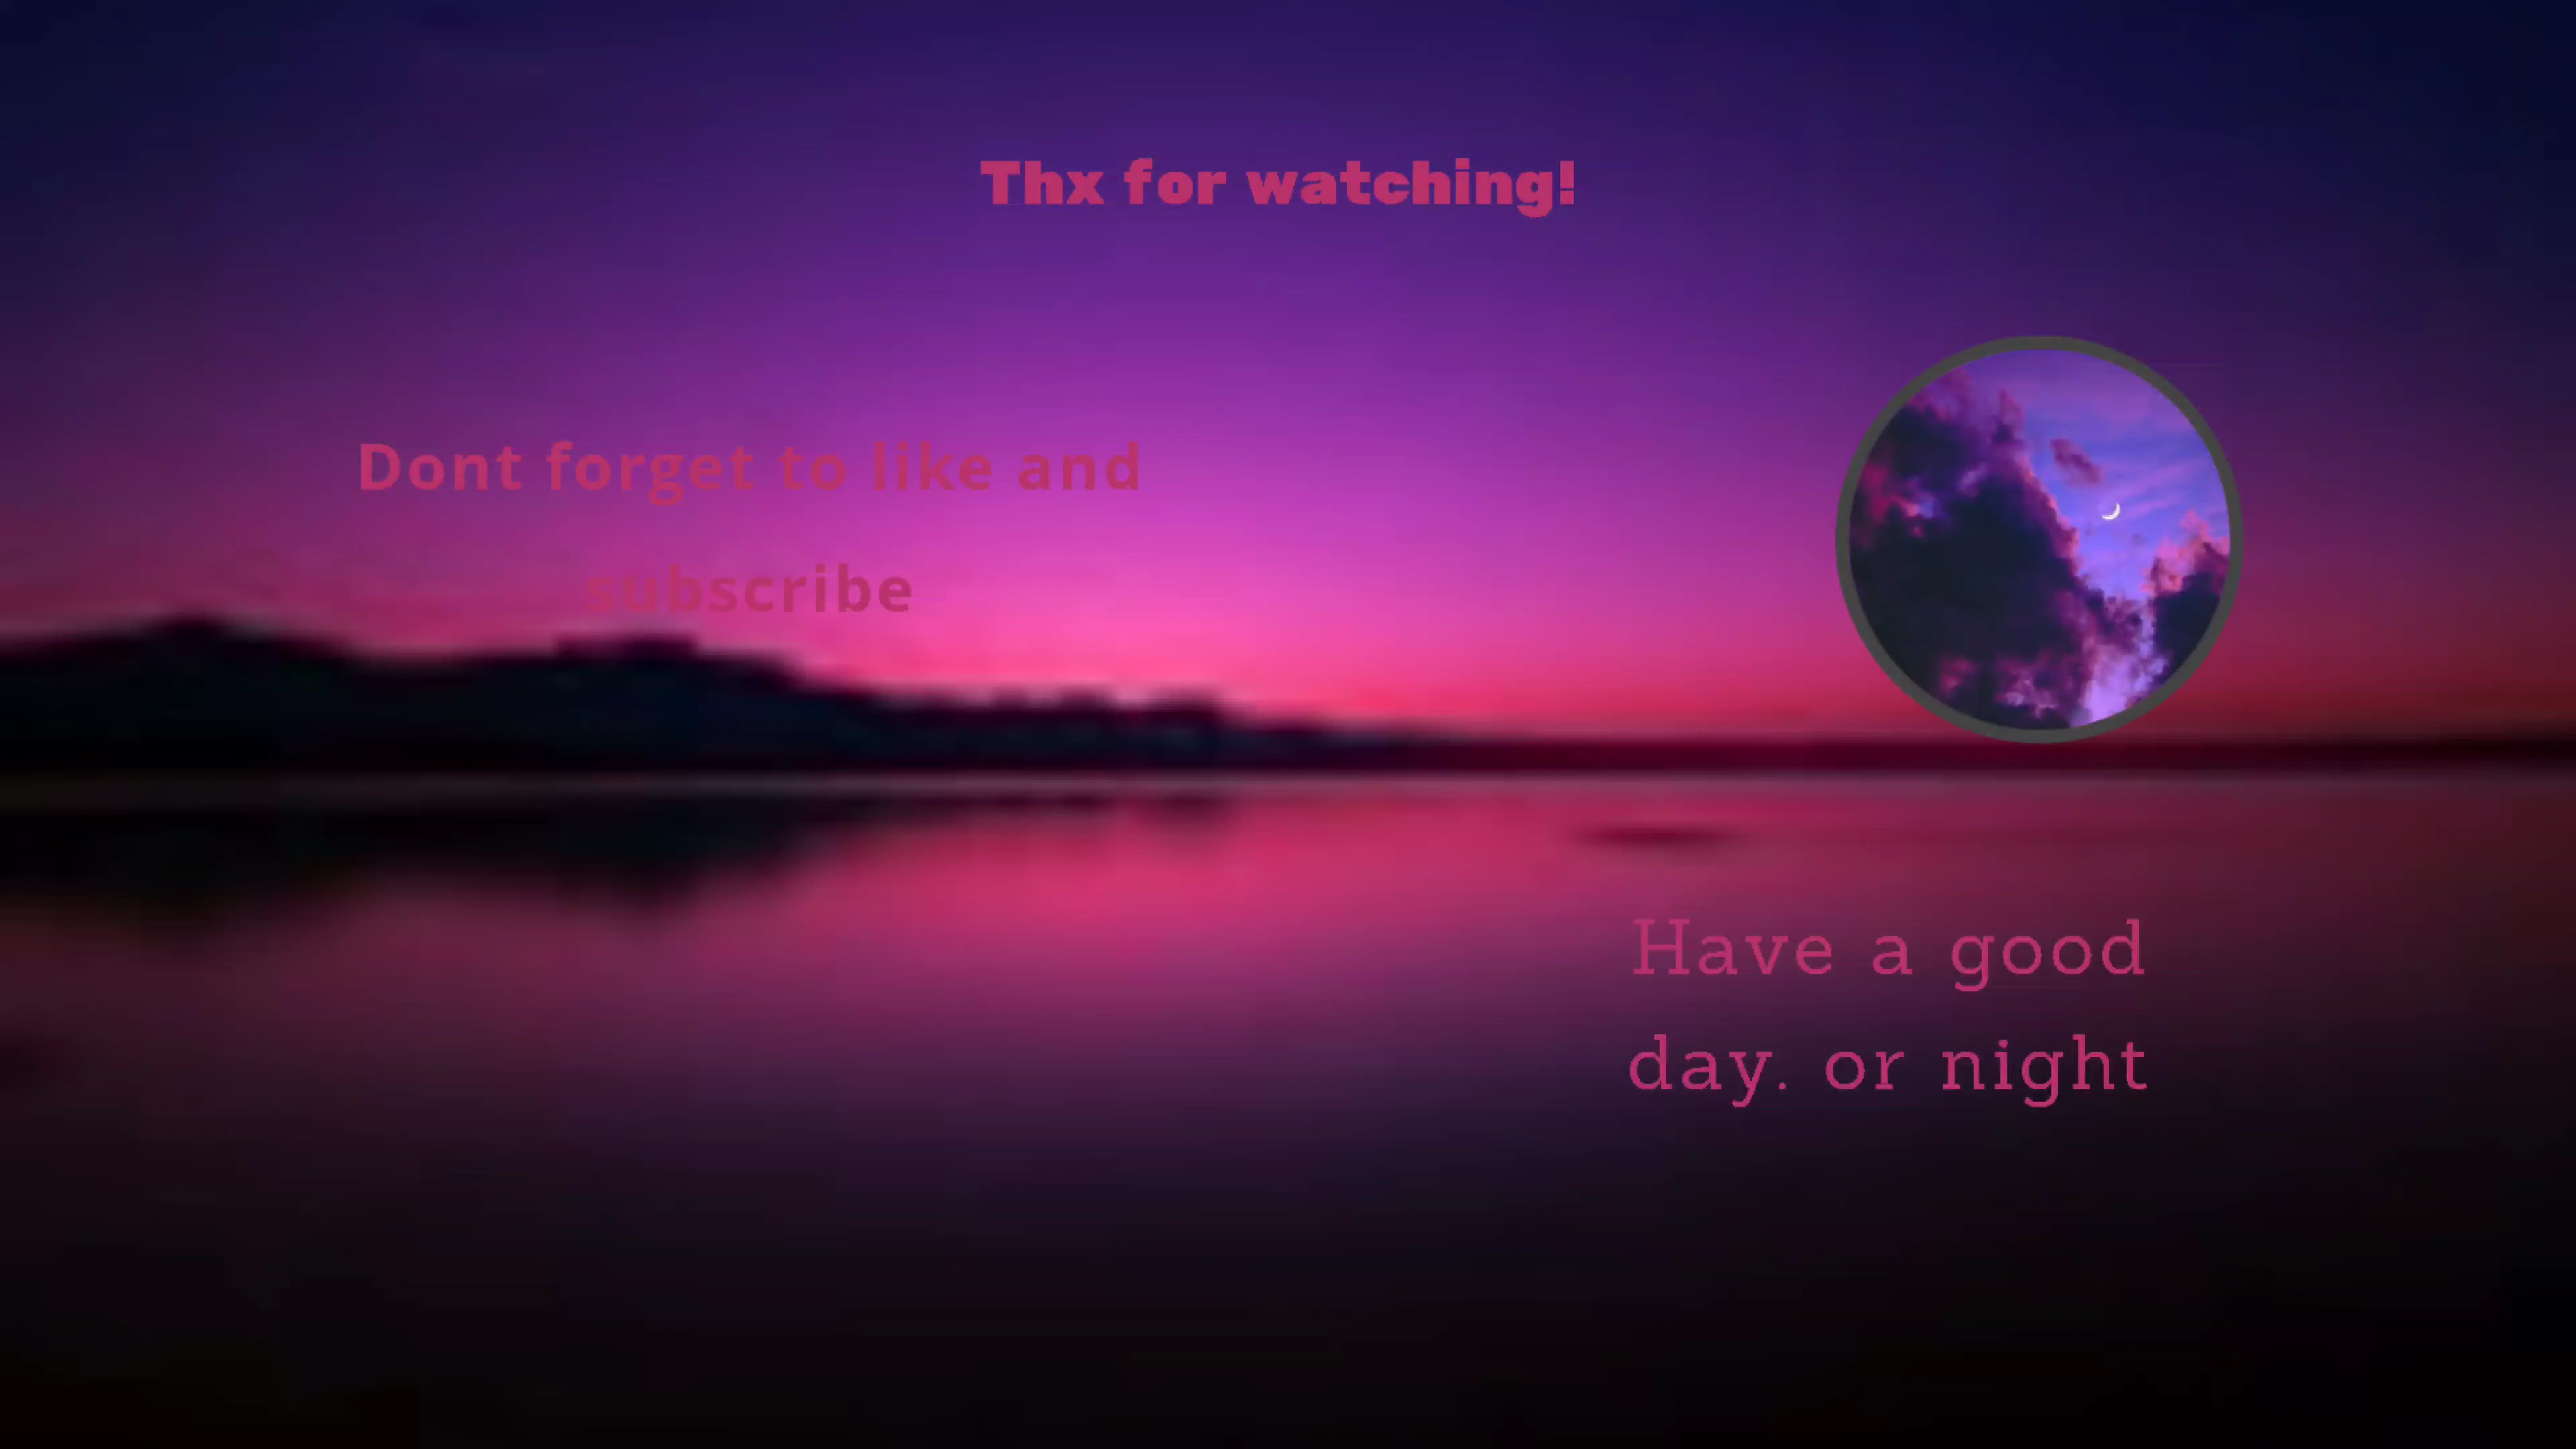 Thx for watching!
Dont forget to like and
subscribe
Have a good
day. or night